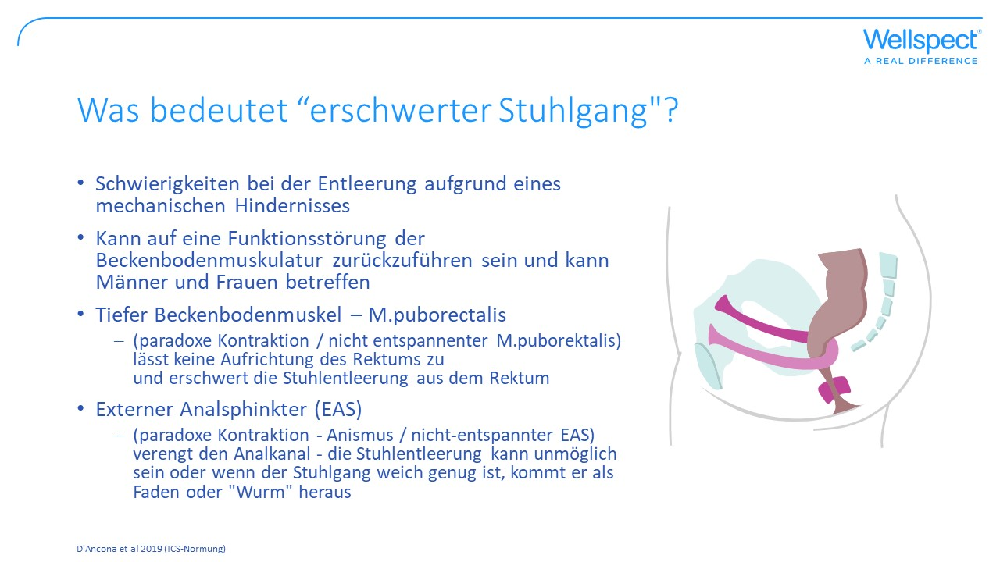 Wellspect®
A REAL DIFFERENCE
Was bedeutet “erschwerter Stuhlgang"?
• Schwierigkeiten bei der Entleerung aufgrund eines
mechanischen Hindernisses
• Kann auf eine Funktionsstörung der
Beckenbodenmuskulatur zurückzuführen sein und kann
Männer und Frauen betreffen
• Tiefer Beckenbodenmuskel – M.puborectalis
– (paradoxe Kontraktion / nicht entspannenter M.puborektalis)
lässt keine Aufrichtung des Rektums zu
und erschwert die Stuhlentleerung aus dem Rektum
• Externer Analsphinkter (EAS)
– (paradoxe Kontraktion - Anismus / nicht-entspannter EAS)
verengt den Analkanal - die Stuhlentleerung kann unmöglich
sein oder wenn der Stuhlgang weich genug ist, kommt er als
Faden oder "Wurm" heraus
D'Ancona et al 2019 (ICS-Normung)